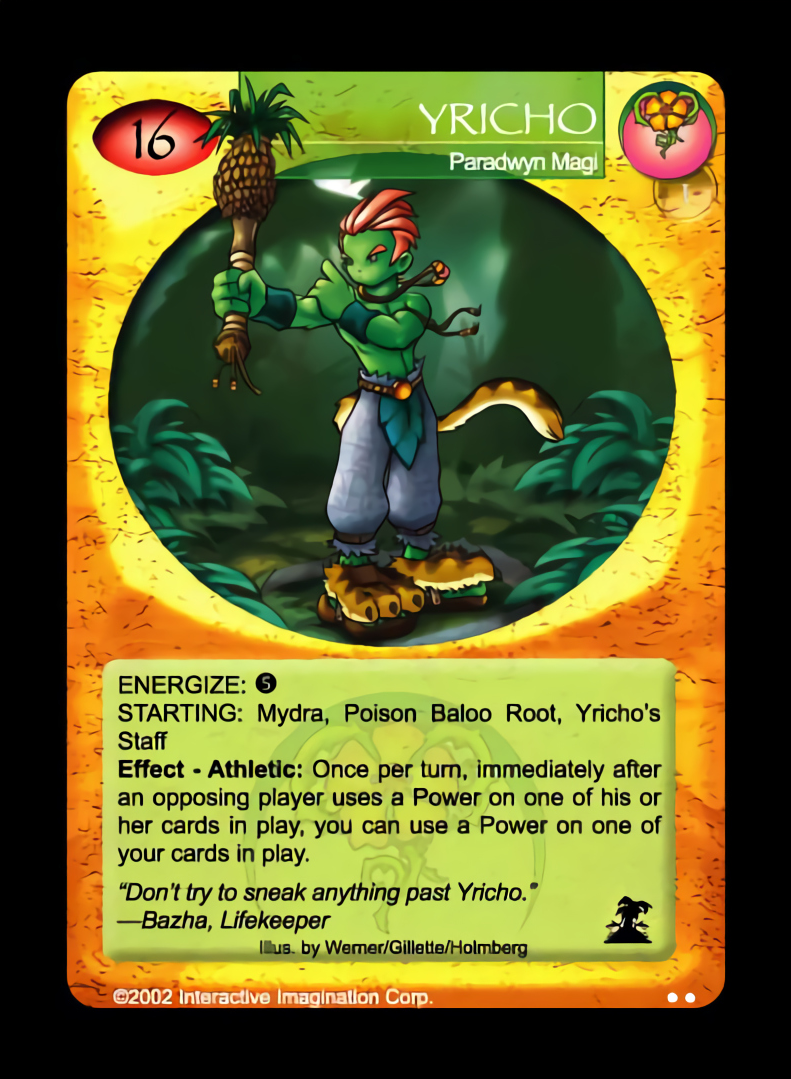 16
YRICHO
Paradwyn Magi
1
ENERGIZE: 5
STARTING: Mydra, Poison Baloo Root, Yricho's
Staff
Effect - Athletic: Once per turn, immediately after
an opposing player uses a Power on one of his or
her cards in play, you can use a Power on one of
your cards in play.
“Don't try to sneak anything past Yricho.”
—Bazha, Lifekeeper
Illus. by Werner/Gillette/Holmberg
©2002 Interactive Imagination Corp.